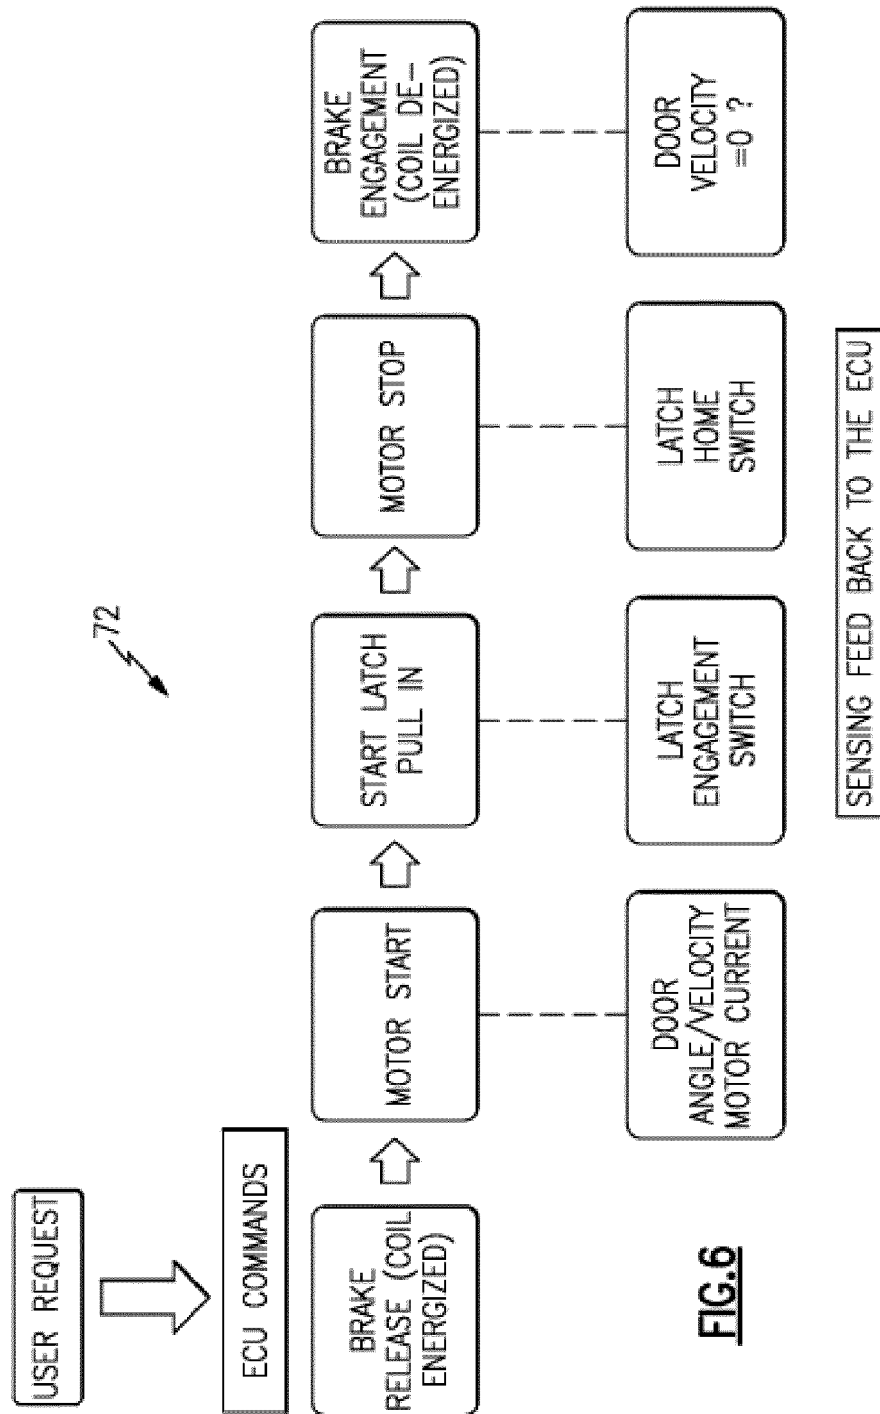 USER REQUEST
72
ECU COMMANDS
BRAKE
RELEASE (COIL
ENERGIZED)
MOTOR START
START LATCH
PULL IN
MOTOR STOP
BRAKE
ENGAGEMENT
(COIL DE-
ENERGIZED)
DOOR
ANGLE/VELOCITY
MOTOR CURRENT
LATCH
ENGAGEMENT
SWITCH
LATCH
HOME
SWITCH
DOOR
VELOCITY
=0 ?
SENSING FEED BACK TO THE ECU
FIG.6